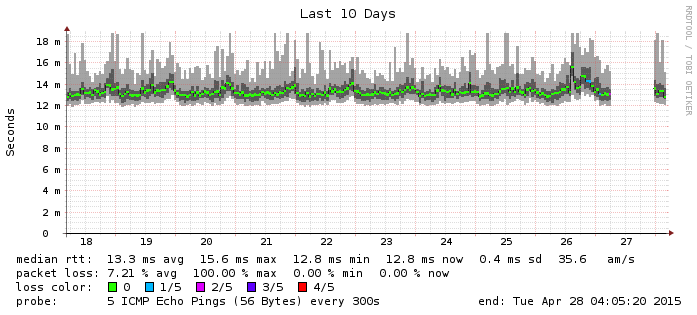 Last 10 Days
RRDTOOL / TOBI OETIKER
Seconds
18 m
16 m
14 m
12 m
10 m
8 m
6 m
4 m
2 m
0
18 19 20 21 22 23 24 25 26 27
median rtt: 13.3 ms avg 15.6 ms max 12.8 ms min 12.8 ms now 0.4 ms sd 35.6 am/s
packet loss: 7.21 % avg 100.00 % max 0.00 % min 0.00 % now
loss color: 0 1/5 2/5 3/5 4/5
probe: 5 ICMP Echo Pings (56 Bytes) every 300s end: Tue Apr 28 04:05:20 2015